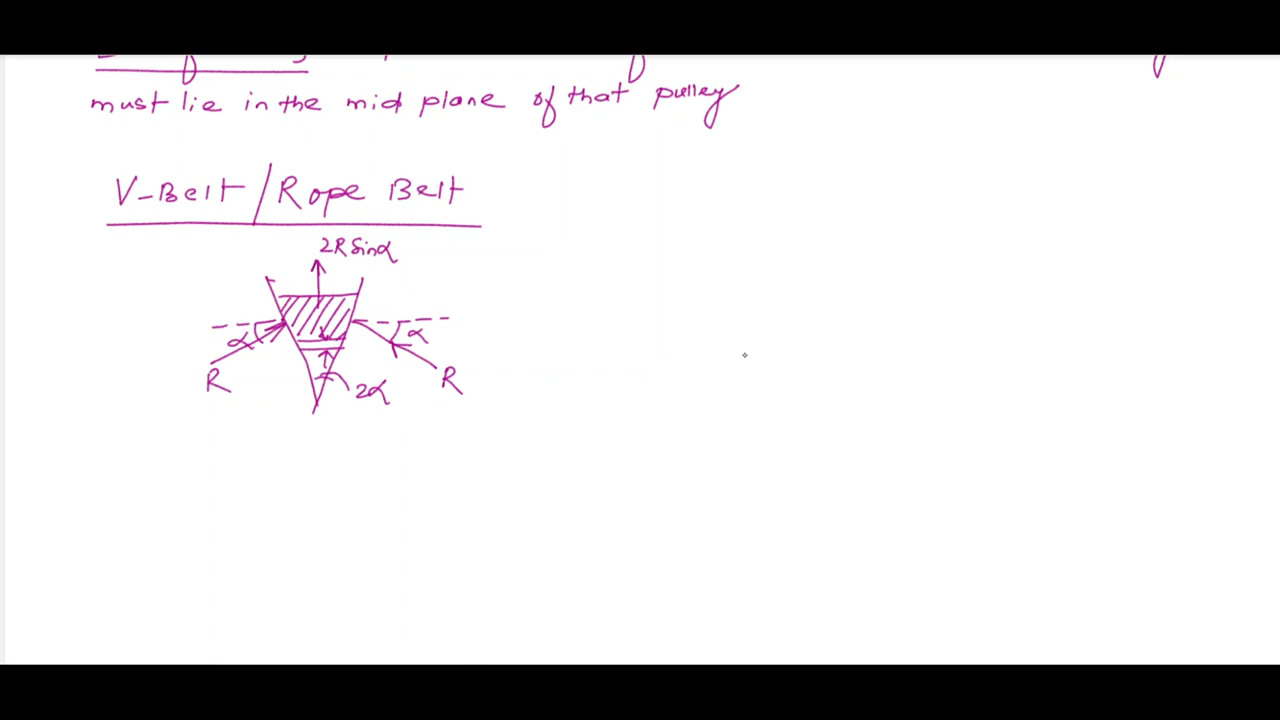 must lie in the mid plane of that pulley
V-Belt / Rope Belt
2R Sinα
α
α
R
R
2α